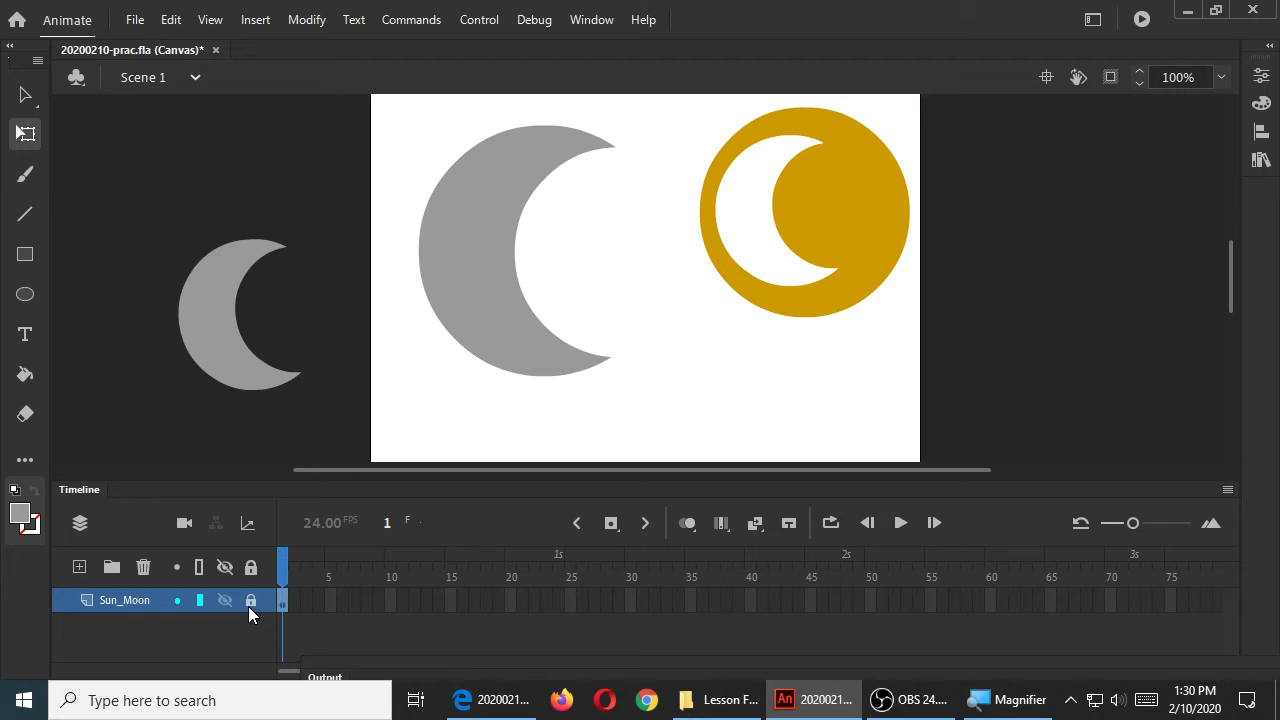 Animate File Edit View Insert Modify Text Commands Control Debug Window Help
20200210-prac.fla (Canvas)* ×
Scene 1 100%
T
Timeline
24.00 FPS 1 F
1s 2s 3s
5 10 15 20 25 30 35 40 45 50 55 60 65 70 75
Sun_Moon
Output
Type here to search 2020021... Lesson F... An 2020021... OBS 24.... Magnifier 1:30 PM
2/10/2020